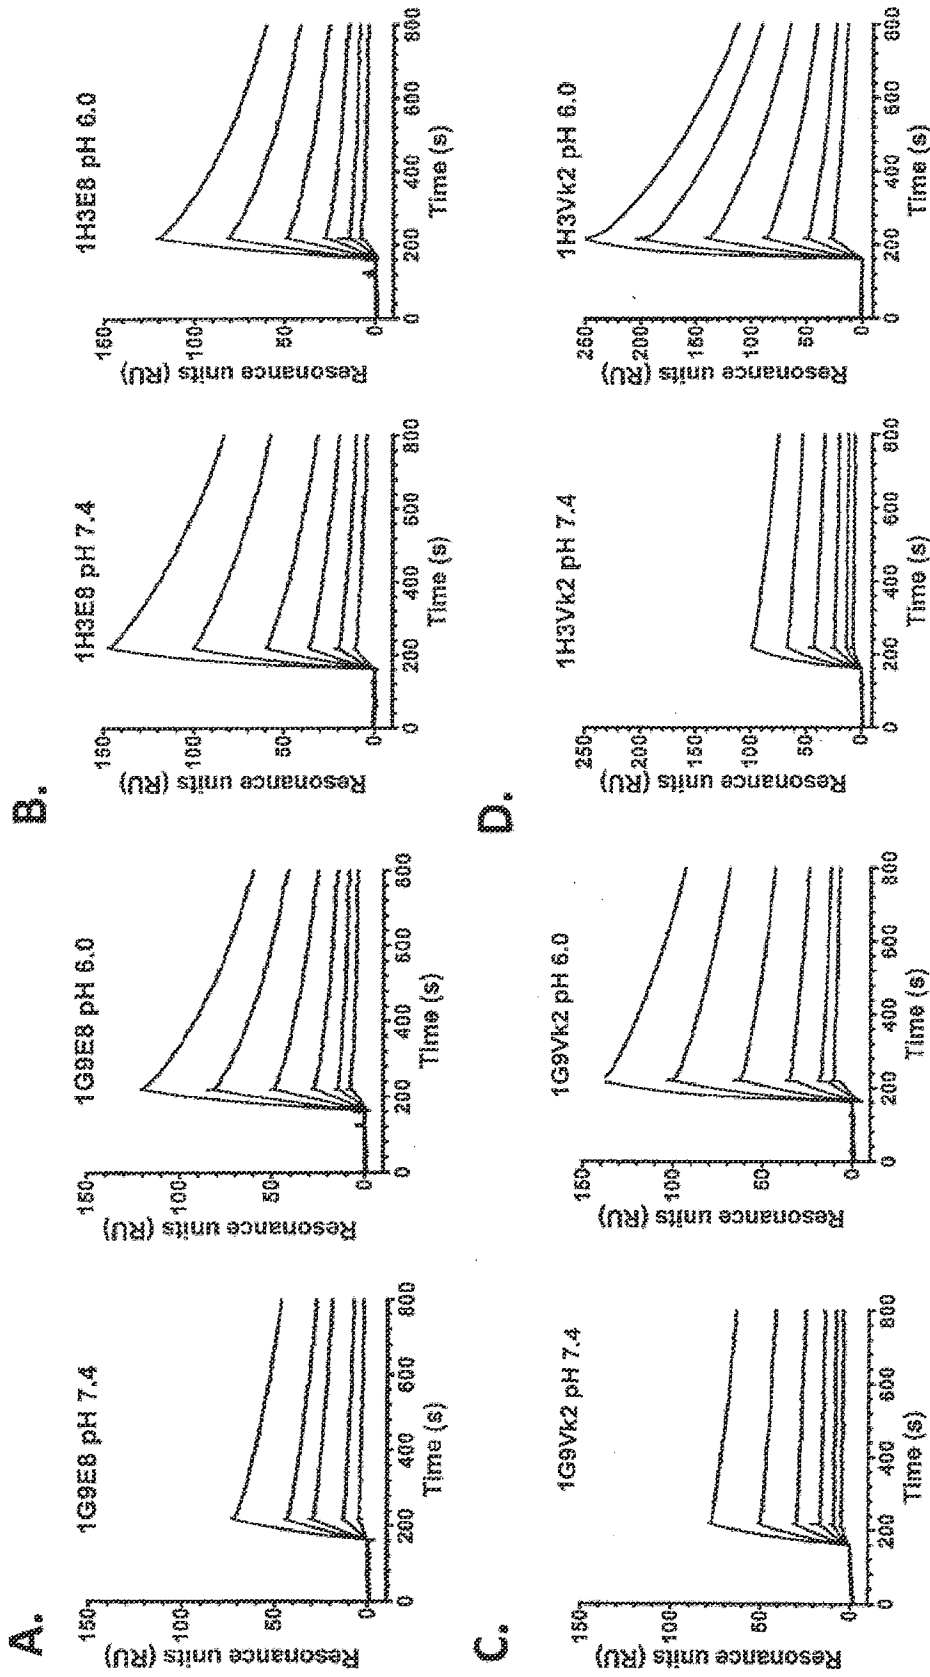 A.
1G9E8 pH 7.4
Resonance units (RU)
150
100
50
0
0
200
400
600
800
Time (s)
1G9E8 pH 6.0
Resonance units (RU)
150
100
50
0
0
200
400
600
800
Time (s)
B.
1H3E8 pH 7.4
Resonance units (RU)
150
100
50
0
0
200
400
600
800
Time (s)
1H3E8 pH 6.0
Resonance units (RU)
150
100
50
0
0
200
400
600
800
Time (s)
C.
1G9Vk2 pH 7.4
Resonance units (RU)
150
100
50
0
0
200
400
600
800
Time (s)
1G9Vk2 pH 6.0
Resonance units (RU)
150
100
50
0
0
200
400
600
800
Time (s)
D.
1H3Vk2 pH 7.4
Resonance units (RU)
250
200
150
100
50
0
0
200
400
600
800
Time (s)
1H3Vk2 pH 6.0
Resonance units (RU)
250
200
150
100
50
0
0
200
400
600
800
Time (s)